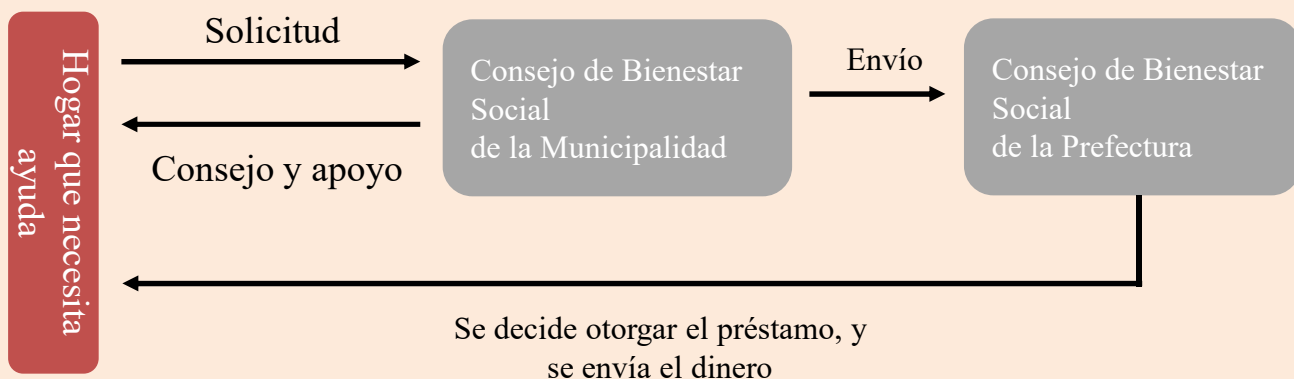 Hogar que necesita
ayuda
Solicitud
Consejo y apoyo
Consejo de Bienestar
Social
de la Municipalidad
Envío
Consejo de Bienestar
Social
de la Prefectura
Se decide otorgar el préstamo, y
se envía el dinero